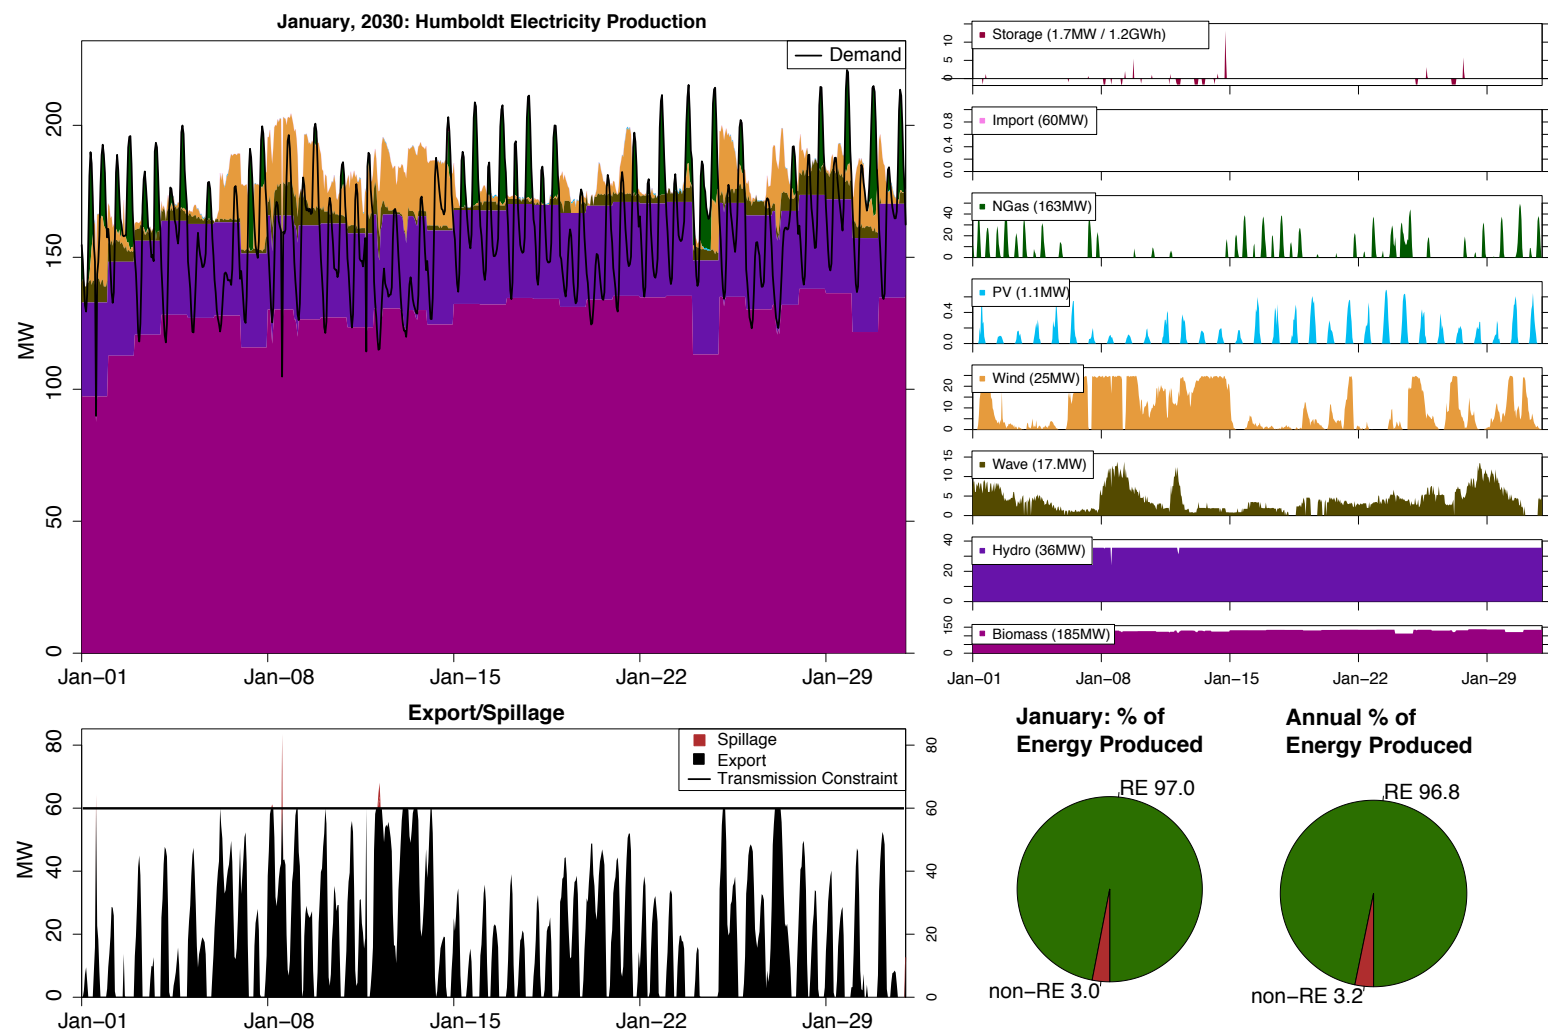 January, 2030: Humboldt Electricity Production
Demand
MW
200
150
100
50
0
Jan−01
Jan−08
Jan−15
Jan−22
Jan−29
Storage (1.7MW / 1.2GWh)
10
5
0
Import (60MW)
0.8
0.4
0.0
NGas (163MW)
40
20
0
PV (1.1MW)
0.4
0.0
Wind (25MW)
20
10
0
Wave (17.MW)
15
10
5
0
Hydro (36MW)
40
20
0
Biomass (185MW)
150
0
Jan−01
Jan−08
Jan−15
Jan−22
Jan−29
Export/Spillage
Spillage
Export
Transmission Constraint
MW
80
60
40
20
0
80
60
40
20
0
Jan−01
Jan−08
Jan−15
Jan−22
Jan−29
January: % of
Energy Produced
RE 97.0
non−RE 3.0
Annual % of
Energy Produced
RE 96.8
non−RE 3.2